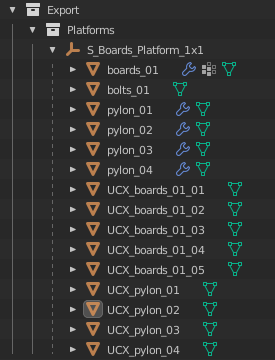 Export
Platforms
S_Boards_Platform_1x1
boards_01
bolts_01
pylon_01
pylon_02
pylon_03
pylon_04
UCX_boards_01_01
UCX_boards_01_02
UCX_boards_01_03
UCX_boards_01_04
UCX_boards_01_05
UCX_pylon_01
UCX_pylon_02
UCX_pylon_03
UCX_pylon_04